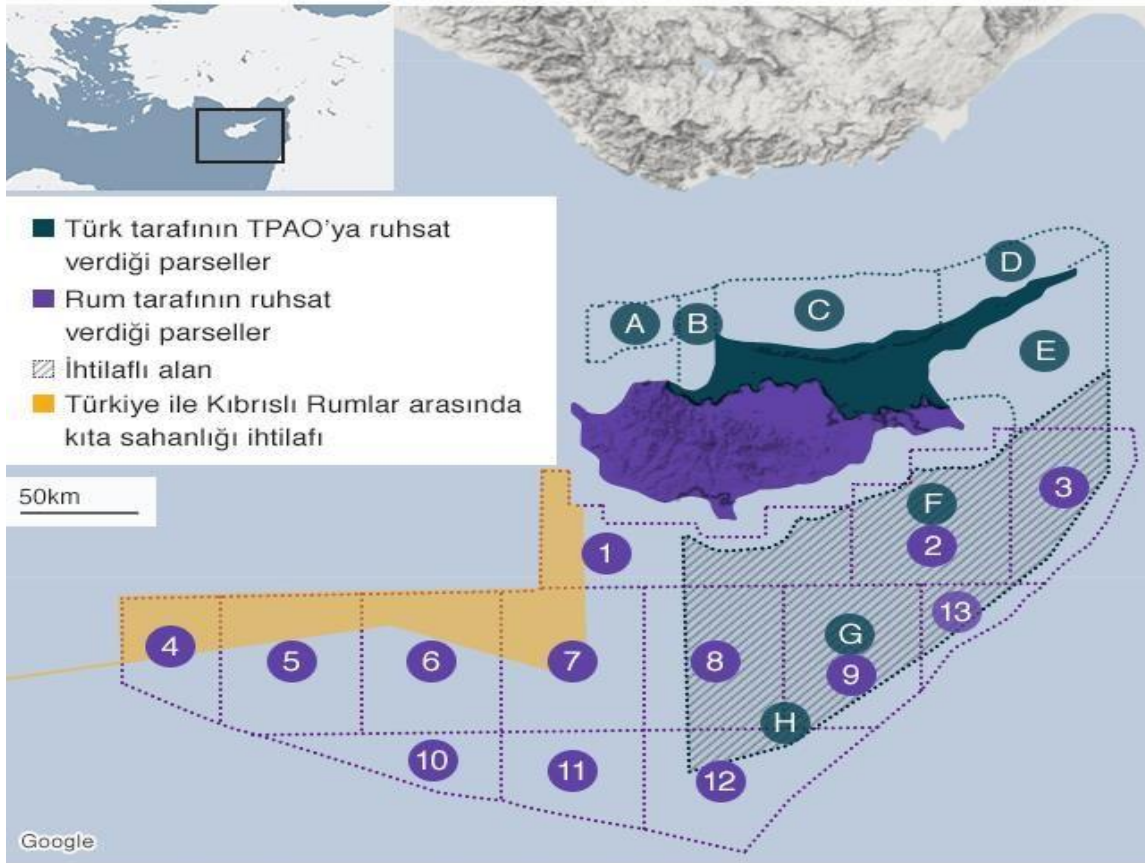 Türk tarafının TPAO'ya ruhsat
verdiği parseller
Rum tarafının ruhsat
verdiği parseller
İhtilaflı alan
Türkiye ile Kıbrıslı Rumlar arasında
kıta sahanlığı ihtilafı
50km
A
B
C
D
E
F
G
H
1
2
3
4
5
6
7
8
9
10
11
12
13
Google